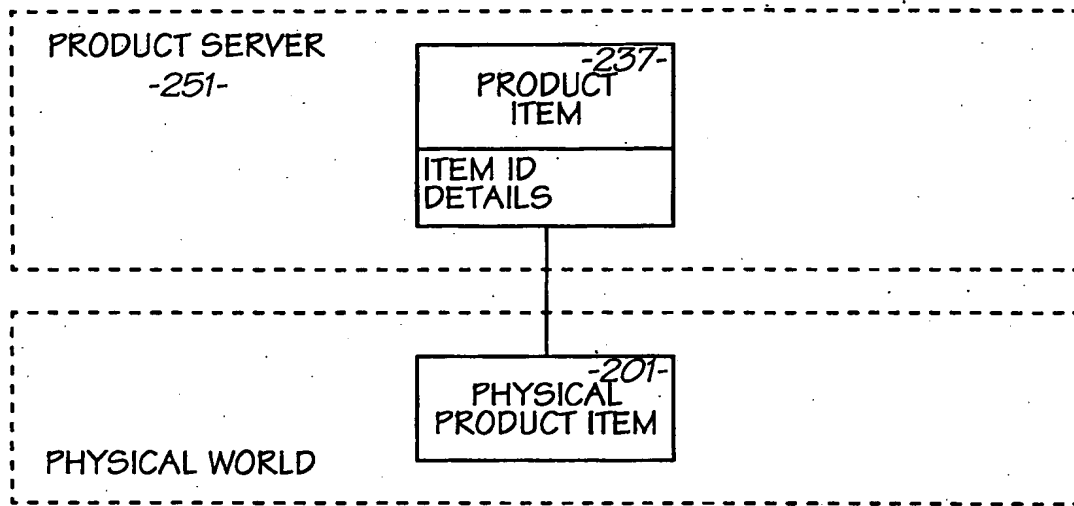 PRODUCT SERVER
-251-
-237-
PRODUCT
ITEM
ITEM ID
DETAILS
-201-
PHYSICAL
PRODUCT ITEM
PHYSICAL WORLD